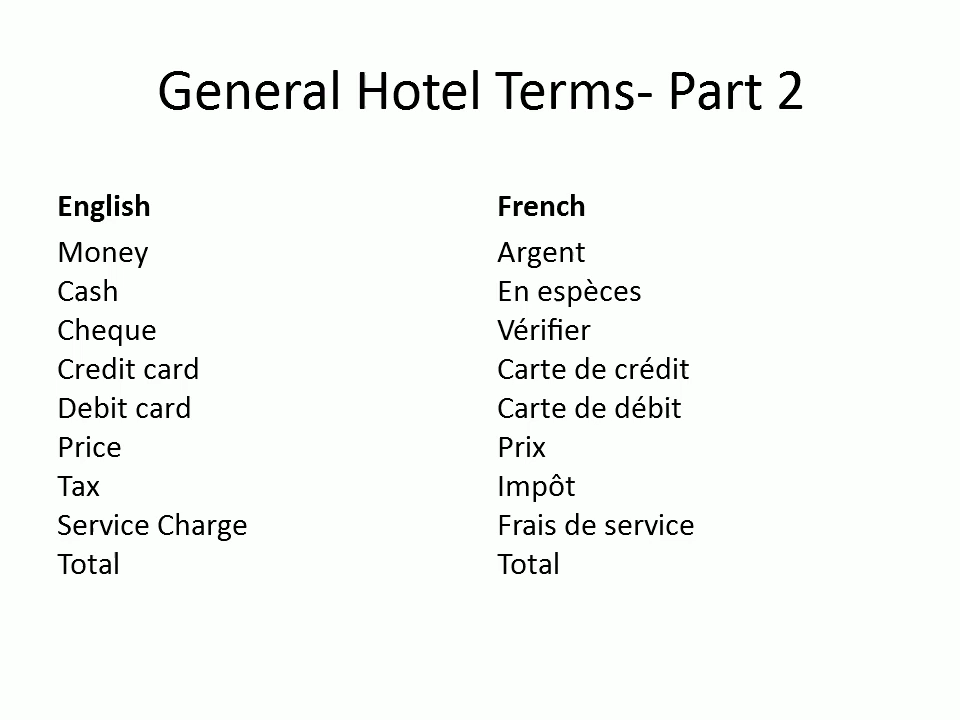 General Hotel Terms- Part 2
English
Money
Cash
Cheque
Credit card
Debit card
Price
Tax
Service Charge
Total
French
Argent
En espèces
Vérifier
Carte de crédit
Carte de débit
Prix
Impôt
Frais de service
Total